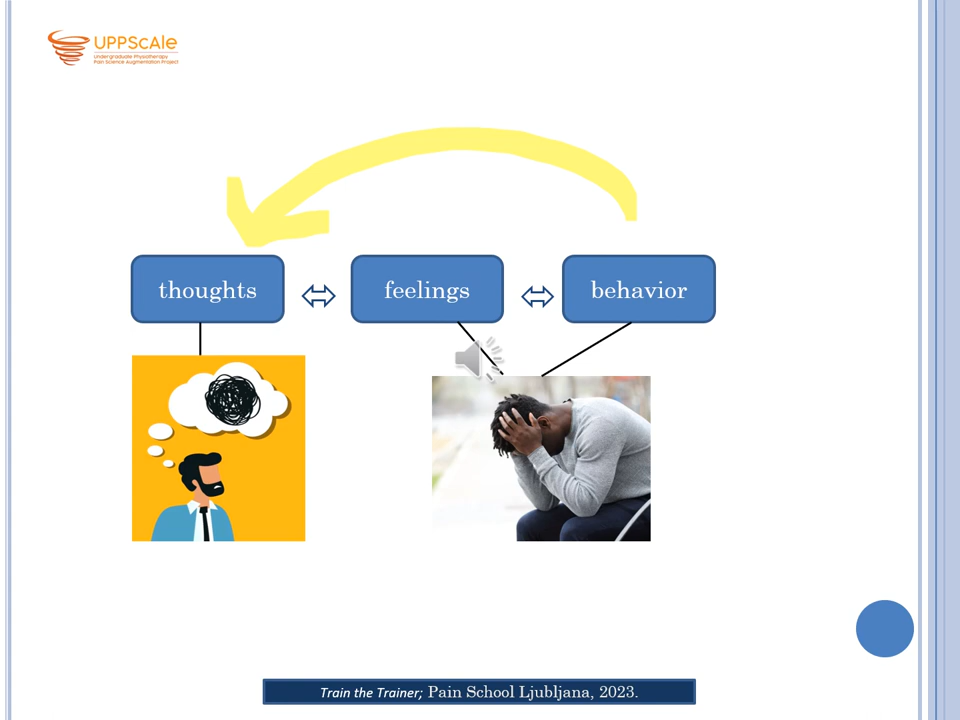 UPPScale
Undergraduate Physiotherapy
Pain Science Augmentation Project
thoughts
feelings
behavior
Train the Trainer; Pain School Ljubljana, 2023.